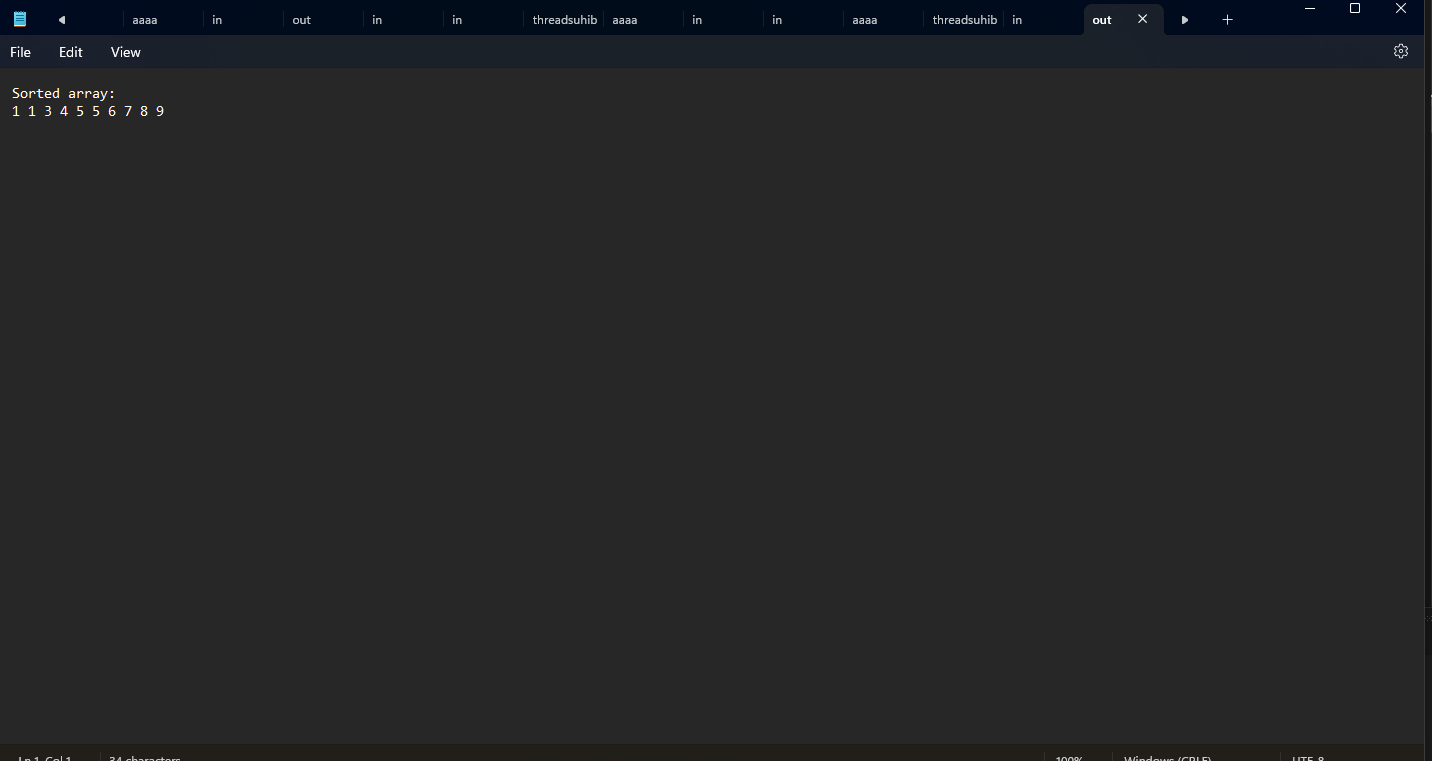 aaaa in out in in threadsuhib aaaa in in aaaa threadsuhib in out
File Edit View
Sorted array:
1 1 3 4 5 5 6 7 8 9
Ln 1, Col 1 34 characters 100% Windows (CRLF) UTF-8